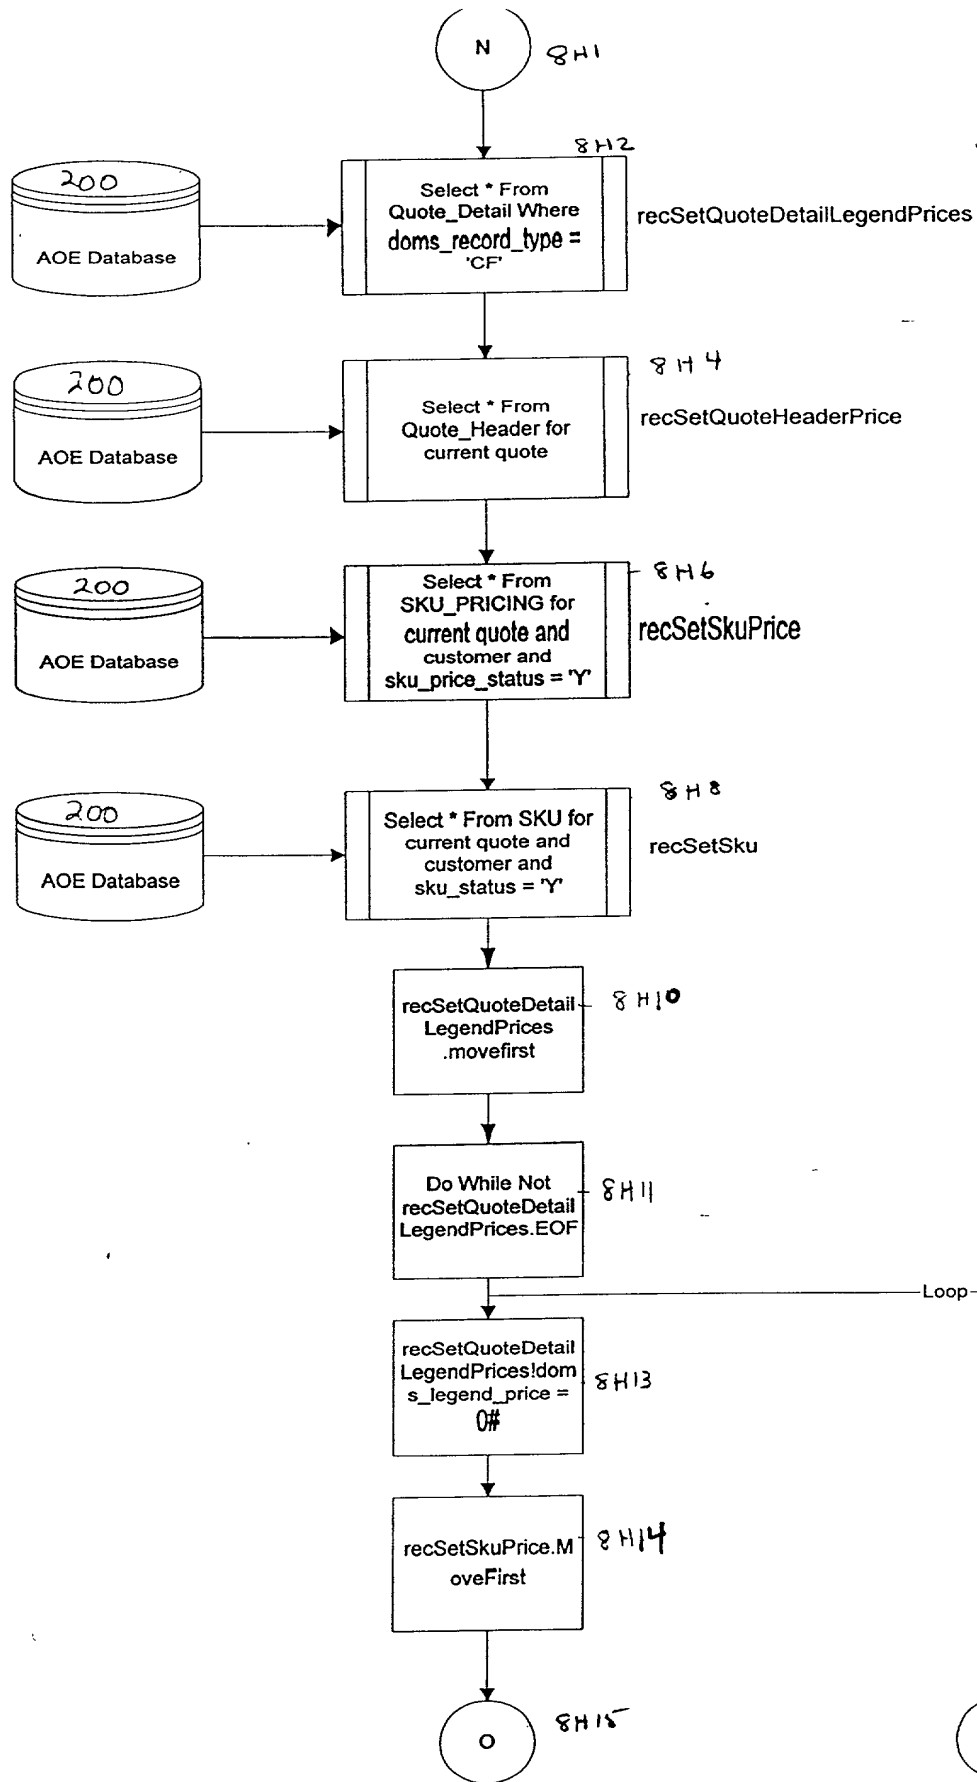 N
8H1
8H2
200
AOE Database
Select * From
Quote_Detail Where
doms_record_type =
'CF'
recSetQuoteDetailLegendPrices
8H4
200
AOE Database
Select * From
Quote_Header for
current quote
recSetQuoteHeaderPrice
8H6
200
AOE Database
Select * From
SKU_PRICING for
current quote and
customer and
sku_price_status = 'Y'
recSetSkuPrice
8H8
200
AOE Database
Select * From SKU for
current quote and
customer and
sku_status = 'Y'
recSetSku
recSetQuoteDetail
LegendPrices
.movefirst
8H10
Do While Not
recSetQuoteDetail
LegendPrices.EOF
8H11
Loop
recSetQuoteDetail
LegendPrices!dom
s_legend_price =
0#
8H13
recSetSkuPrice.M
oveFirst
8H14
O
8H15